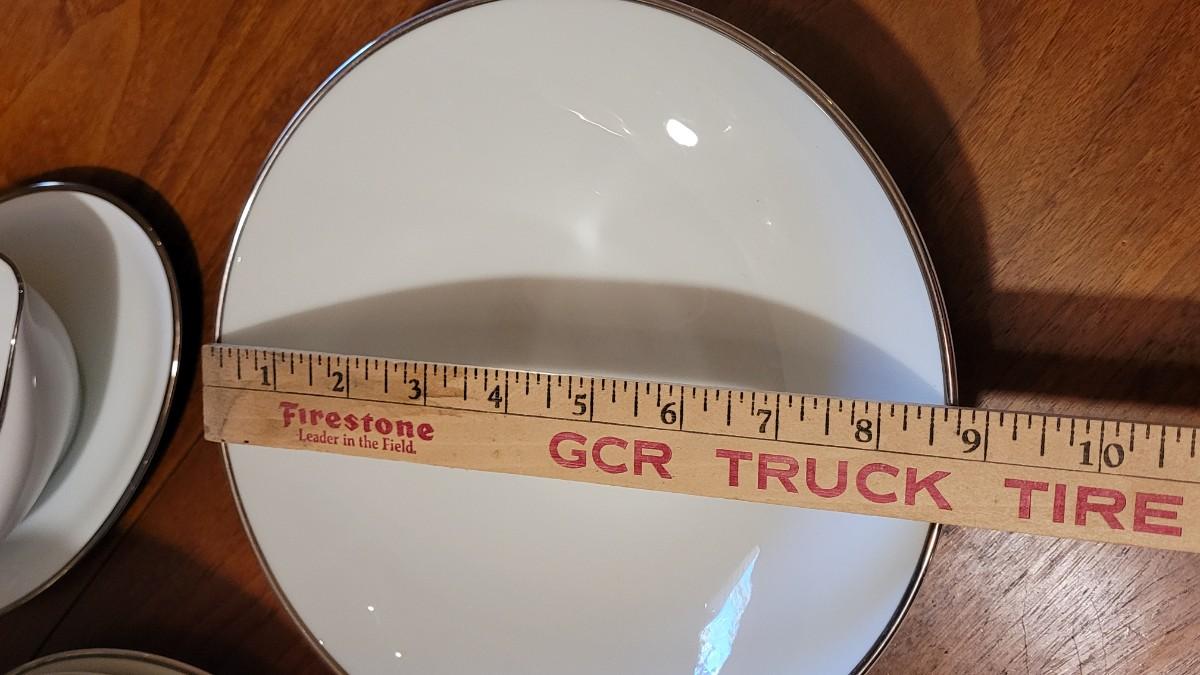 1 2 3 4 5 6 7 8 9 10
Firestone
Leader in the Field.
GCR TRUCK TIRE